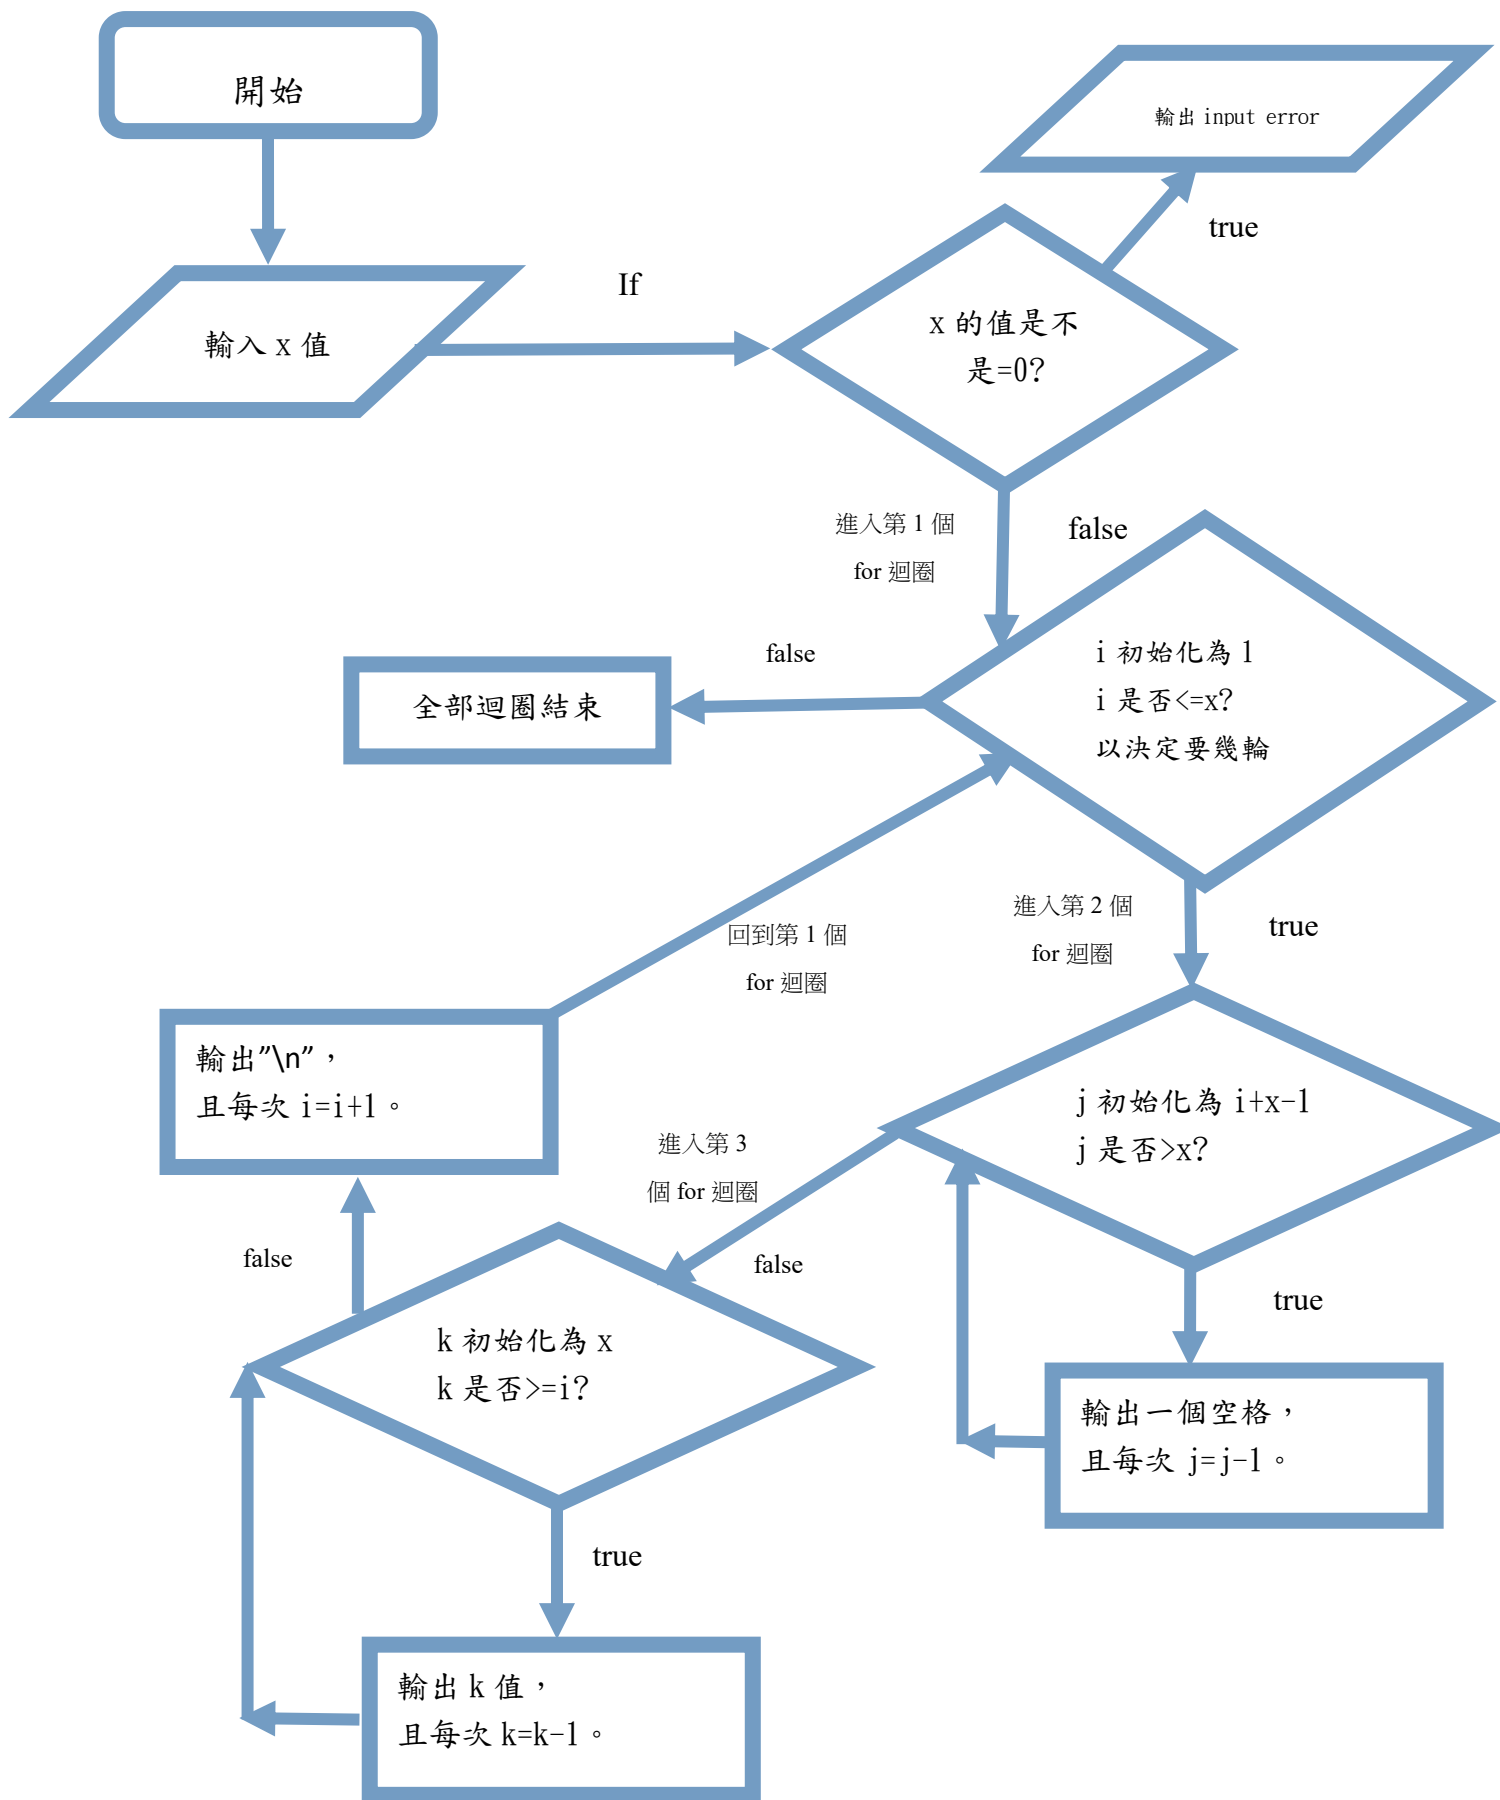 開始
輸出 input error
true
If
輸入 x 值
x 的值是不
是=0?
進入第 1 個
for 迴圈
false
false
i 初始化為 1
i 是否<=x?
以決定要幾輪
全部迴圈結束
進入第 2 個
for 迴圈
true
回到第 1 個
for 迴圈
輸出”\n”，
且每次 i=i+1。
j 初始化為 i+x-1
j 是否>x?
進入第 3
個 for 迴圈
false
false
true
k 初始化為 x
k 是否>=i?
輸出一個空格，
且每次 j=j-1。
true
輸出 k 值，
且每次 k=k-1。